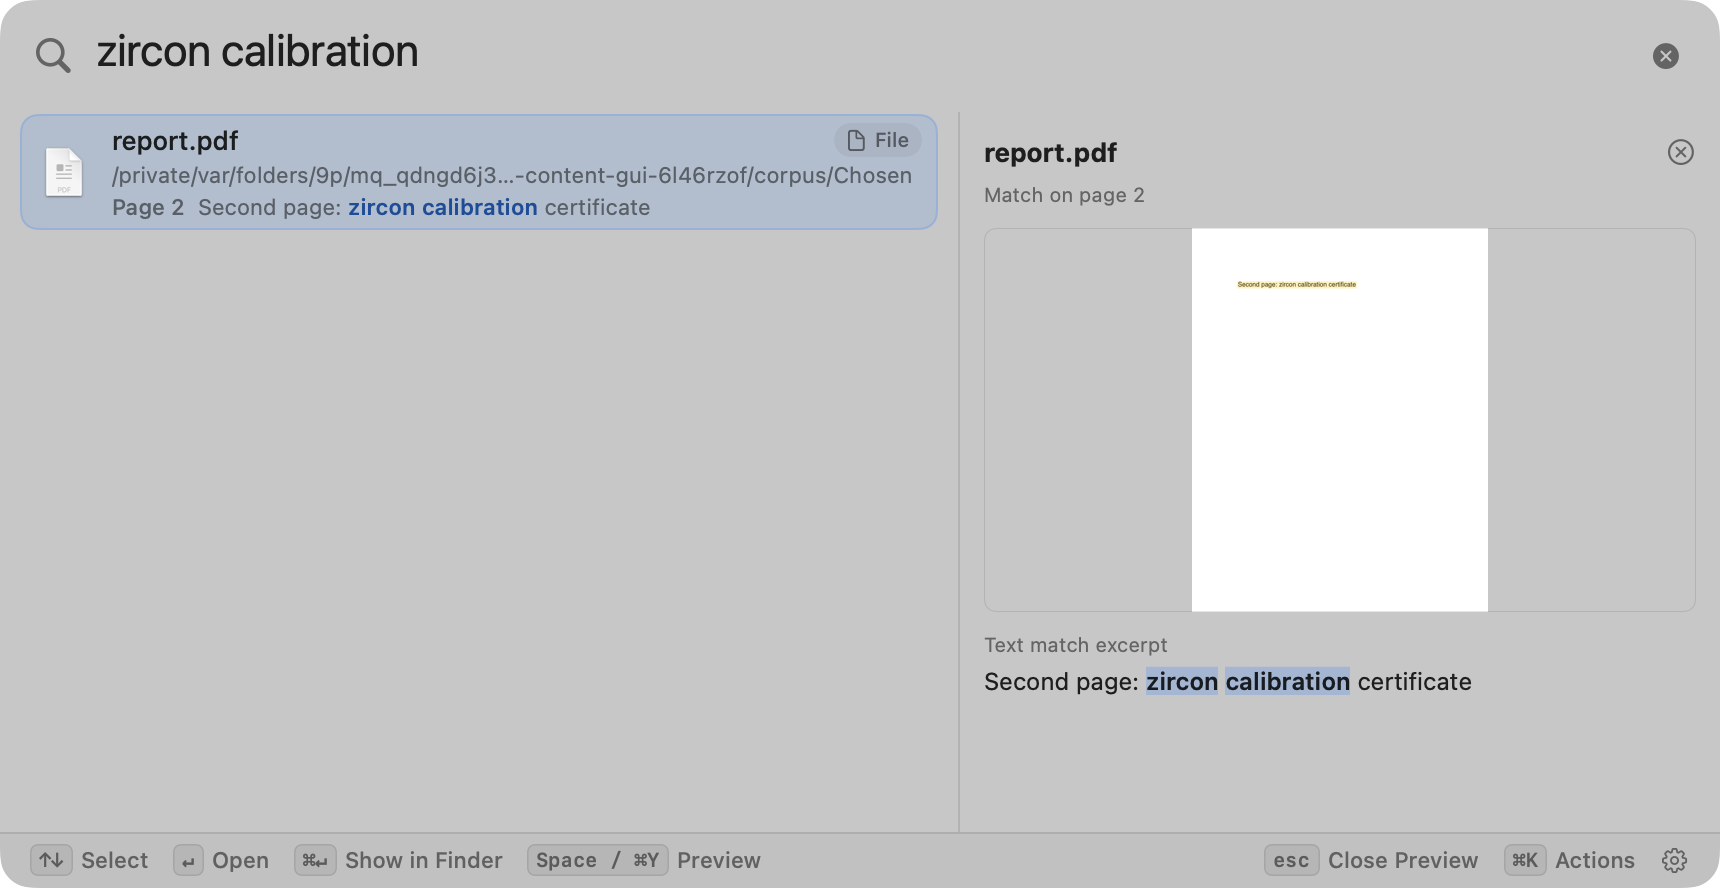 zircon calibration
report.pdf
File
/private/var/folders/9p/mq_qdngd6j3...-content-gui-6l46rzof/corpus/Chosen
Page 2 Second page: zircon calibration certificate
PDF
report.pdf
Match on page 2
Second page: zircon calibration certificate
Text match excerpt
Second page: zircon calibration certificate
↑↓ Select ↵ Open ⌘↵ Show in Finder Space / ⌘Y Preview
esc Close Preview ⌘K Actions